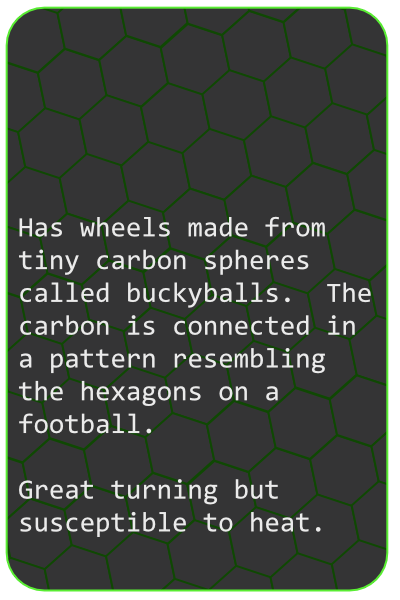 Has wheels made from
tiny carbon spheres
called buckyballs.  The
carbon is connected in
a pattern resembling
the hexagons on a
football.

Great turning but
susceptible to heat.